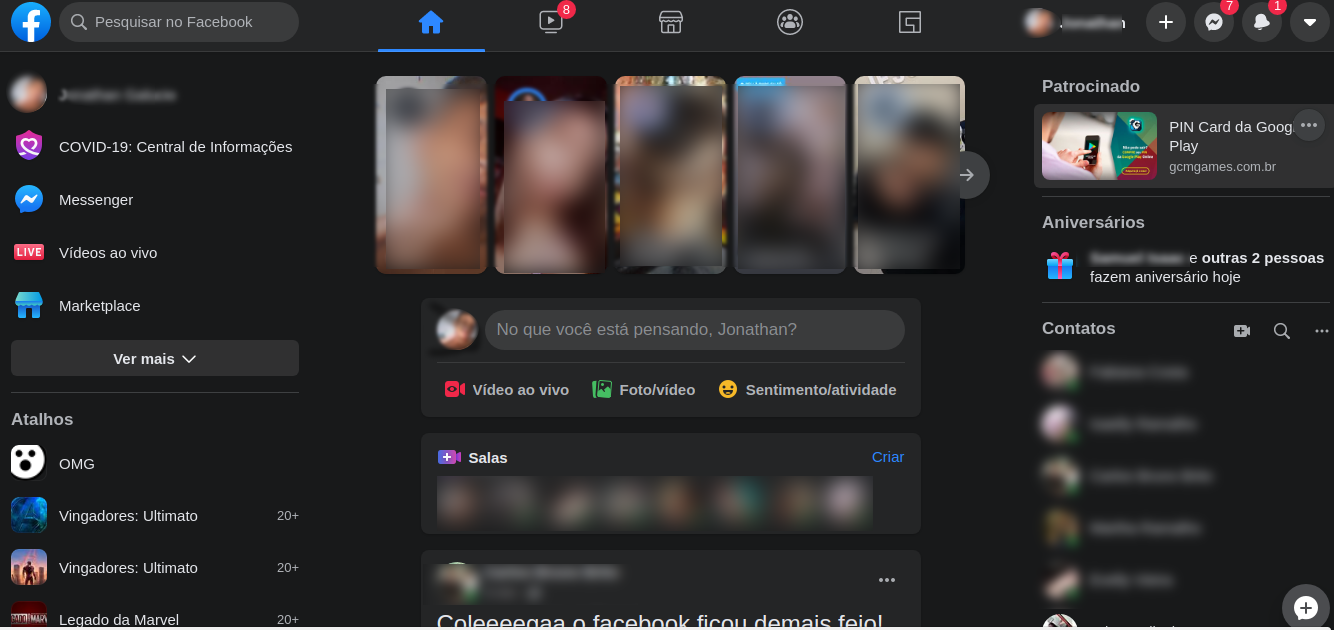 Pesquisar no Facebook
8
7
1
COVID-19: Central de Informações
Messenger
LIVE
Vídeos ao vivo
Marketplace
Ver mais
Atalhos
OMG
Vingadores: Ultimato
20+
Vingadores: Ultimato
20+
Legado da Marvel
20+
No que você está pensando, Jonathan?
Vídeo ao vivo
Foto/vídeo
Sentimento/atividade
Salas
Criar
Coleeeegaa o facebook ficou demais feio!
Patrocinado
PIN Card da Google
Play
gcmgames.com.br
Aniversários
e outras 2 pessoas
fazem aniversário hoje
Contatos